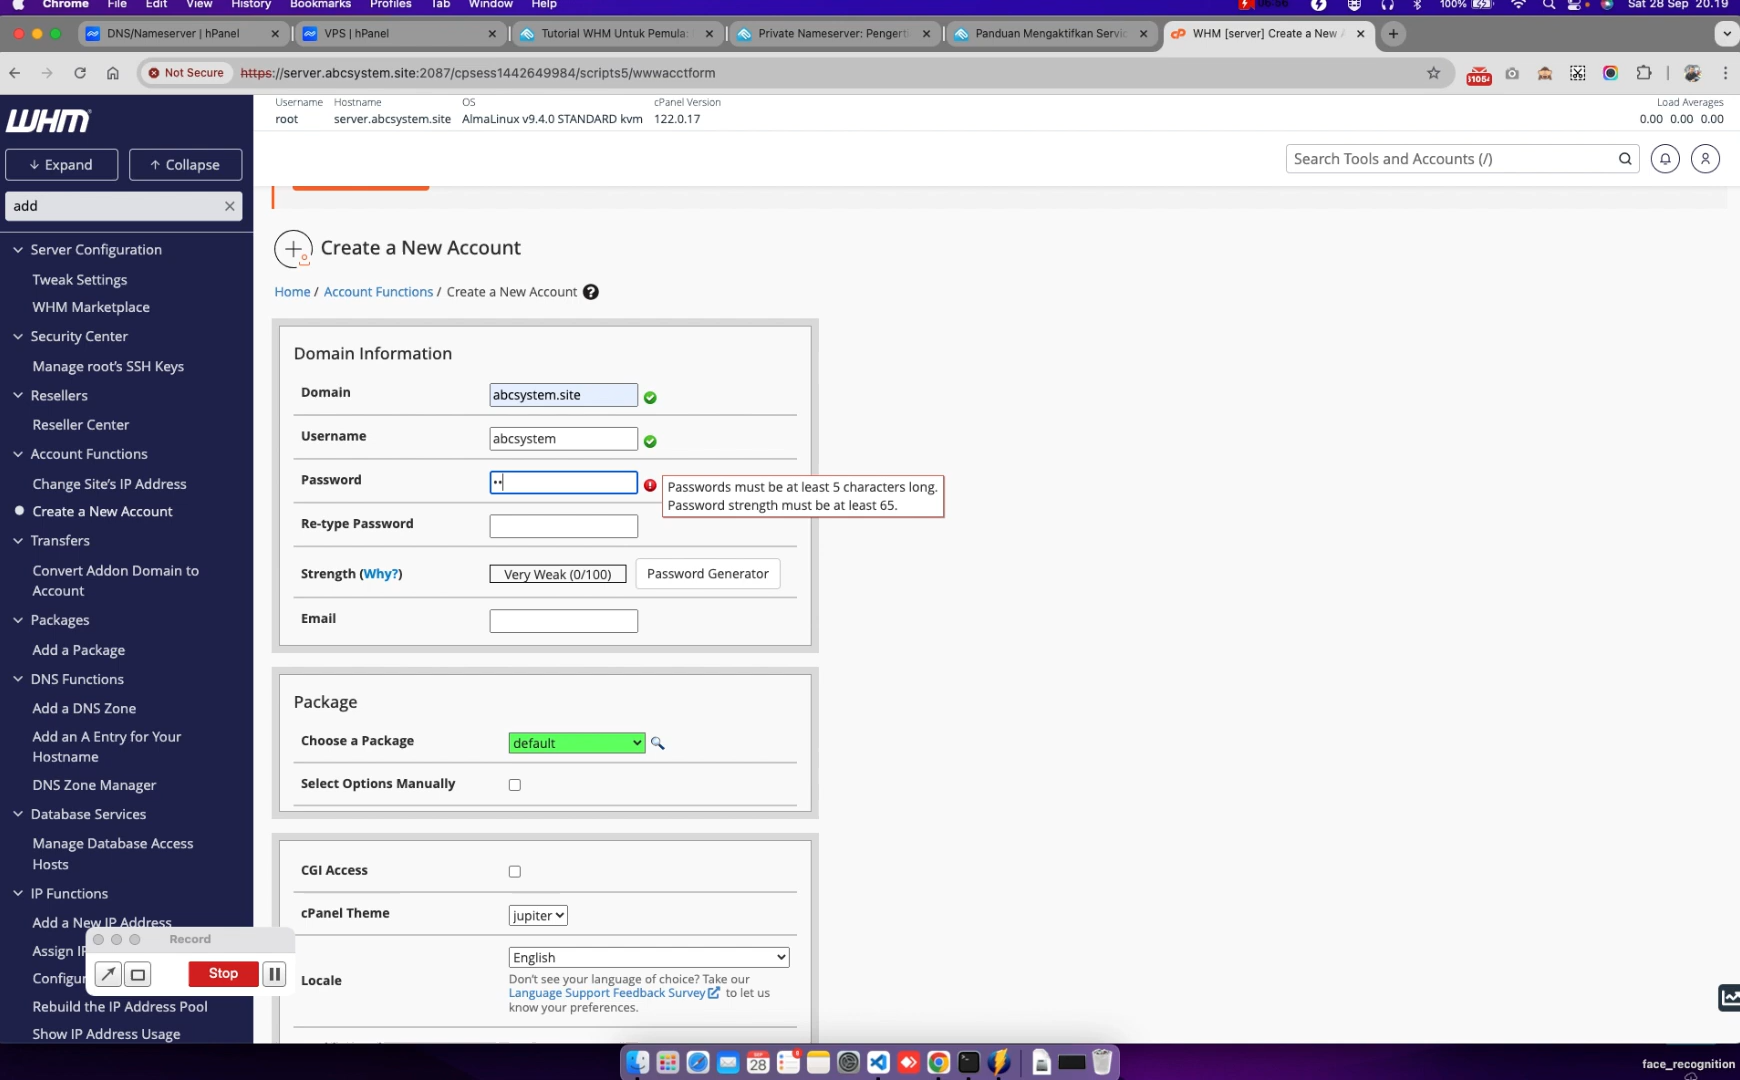 Chrome File Edit View History Bookmarks Profiles Tab Window Help 100% Sat 28 Sep 20.19
DNS/Nameserver | hPanel
VPS | hPanel
Tutorial WHM Untuk Pemula:
Private Nameserver: Pengert
Panduan Mengaktifkan Servic
WHM [server] Create a New
Not Secure https://server.abcsystem.site:2087/cpsess1442649984/scripts5/wwwacctform
WHM
Expand
Collapse
add
Server Configuration
Tweak Settings
WHM Marketplace
Security Center
Manage root's SSH Keys
Resellers
Reseller Center
Account Functions
Change Site's IP Address
Create a New Account
Transfers
Convert Addon Domain to
Account
Packages
Add a Package
DNS Functions
Add a DNS Zone
Add an A Entry for Your
Hostname
DNS Zone Manager
Database Services
Manage Database Access
Hosts
IP Functions
Add a New IP Address
Assign IP
Configur
Rebuild the IP Address Pool
Show IP Address Usage
Record
Stop
Username Hostname OS cPanel Version Load Averages
root server.abcsystem.site AlmaLinux v9.4.0 STANDARD kvm 122.0.17 0.00 0.00 0.00
Search Tools and Accounts (/)
Create a New Account
Home / Account Functions / Create a New Account
Domain Information
Domain abcsystem.site
Username abcsystem
Password
Passwords must be at least 5 characters long.
Password strength must be at least 65.
Re-type Password
Strength (Why?) Very Weak (0/100) Password Generator
Email
Package
Choose a Package default
Select Options Manually
CGI Access
cPanel Theme jupiter
Locale English
Don't see your language of choice? Take our
Language Support Feedback Survey to let us
know your preferences.
SEP
28
face_recognition